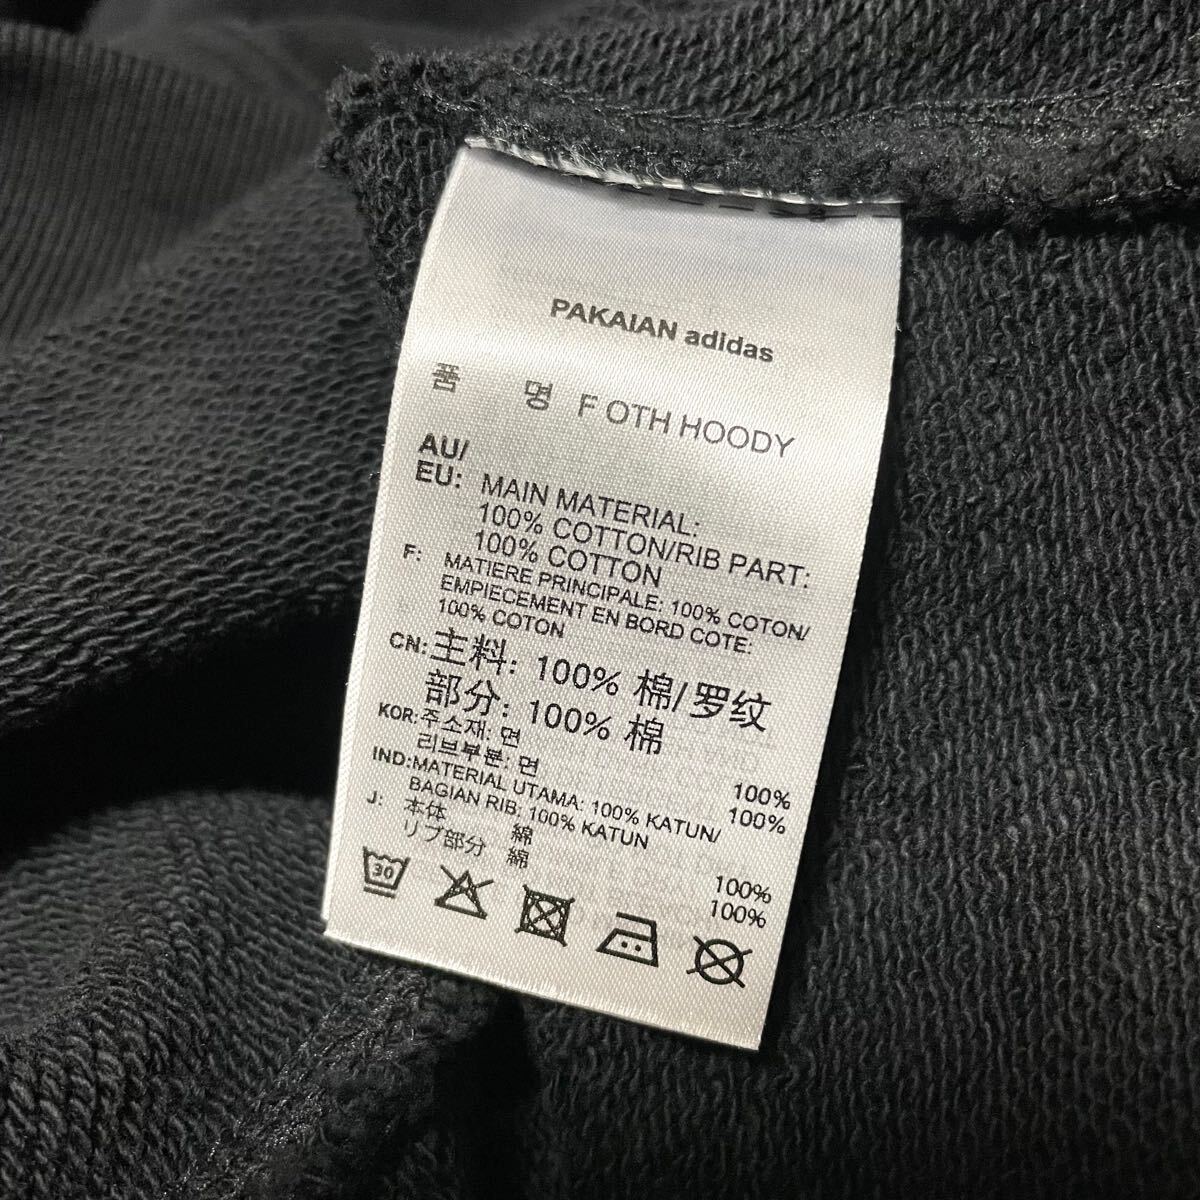 PAKAIAN adidas
품 명 F OTH HOODY
AU/
EU: MAIN MATERIAL:
100% COTTON/RIB PART:
100% COTTON
F: MATIERE PRINCIPALE: 100% COTON/
EMPIECEMENT EN BORD COTE:
100% COTON
CN: 主料: 100% 棉/罗纹
部分: 100% 棉
KOR: 주소재: 면 100%
리브부분: 면 100%
IND: MATERIAL UTAMA: 100% KATUN/
BAGIAN RIB: 100% KATUN
J: 本体 綿 100%
リブ部分 綿 100%
30